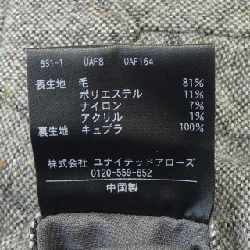 931-1 UAF8 UAF164
表生地 毛 81%
ポリエステル 11%
ナイロン 7%
アクリル 1%
裏生地 キュプラ 100%
株式会社 ユナイテッドアローズ
0120-559-652
中国製